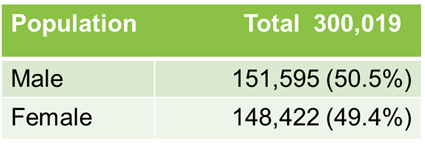 Population Total 300,019
Male 151,595 (50.5%)
Female 148,422 (49.4%)